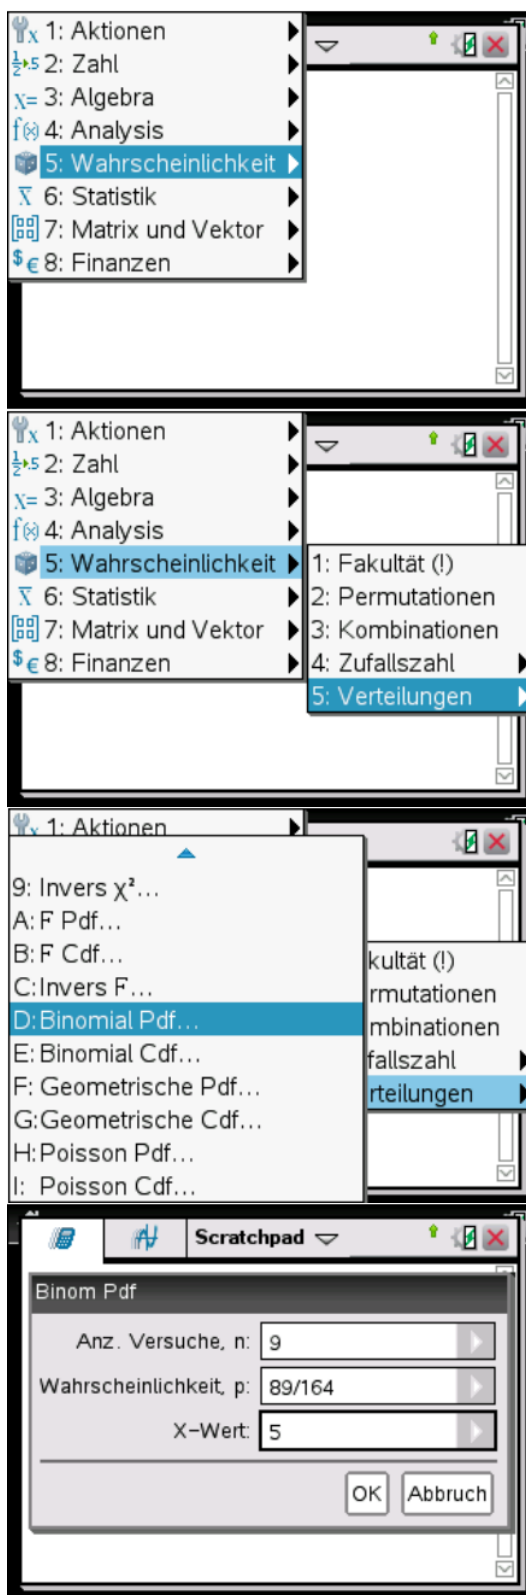 1: Aktionen
2: Zahl
3: Algebra
4: Analysis
5: Wahrscheinlichkeit
6: Statistik
7: Matrix und Vektor
8: Finanzen
1: Aktionen
2: Zahl
3: Algebra
4: Analysis
5: Wahrscheinlichkeit
6: Statistik
7: Matrix und Vektor
8: Finanzen
1: Fakultät (!)
2: Permutationen
3: Kombinationen
4: Zufallszahl
5: Verteilungen
1: Aktionen
9: Invers χ²...
A: F Pdf...
B: F Cdf...
C: Invers F...
D: Binomial Pdf...
E: Binomial Cdf...
F: Geometrische Pdf...
G: Geometrische Cdf...
H: Poisson Pdf...
I: Poisson Cdf...
kultät (!)
rmutationen
mbinationen
fallszahl
rteilungen
Scratchpad
Binom Pdf
Anz. Versuche, n: 9
Wahrscheinlichkeit, p: 89/164
X-Wert: 5
OK Abbruch